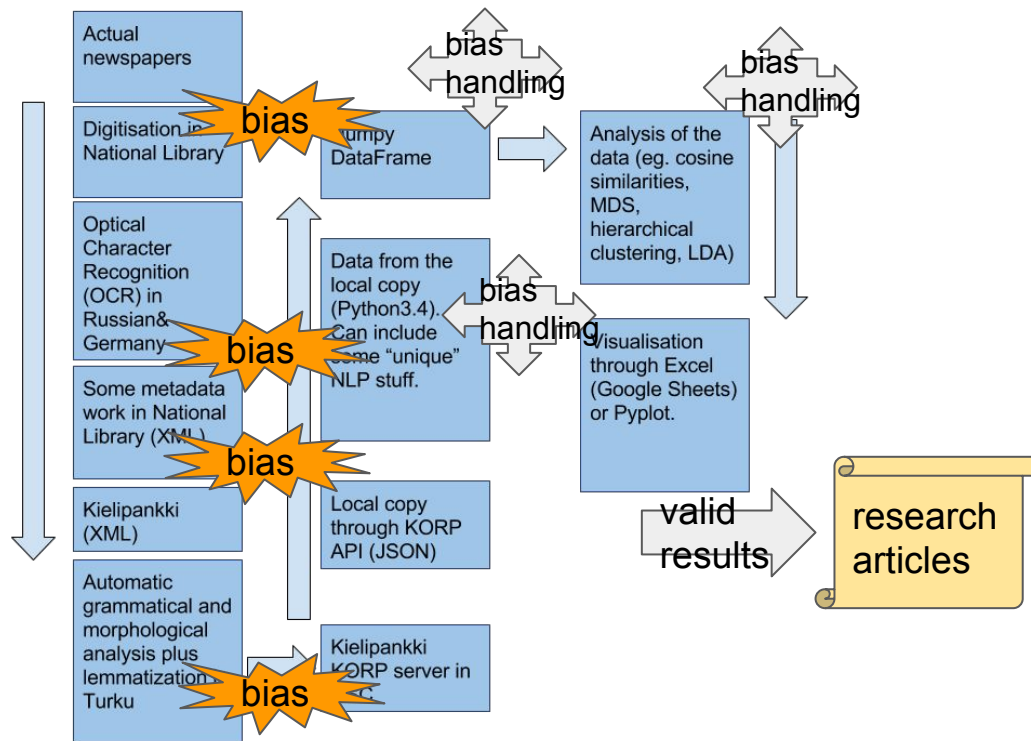 Actual
newspapers
bias
Digitisation in
National Library
Optical
Character
Recognition
(OCR) in
Russian&
Germany
bias
Some metadata
work in National
Library (XML)
bias
Kielipankki
(XML)
Automatic
grammatical and
morphological
analysis plus
lemmatization
Turku
bias
Kielipankki
KORP server in
Local copy
through KORP
API (JSON)
Data from the
local copy
(Python3.4).
Can include
some “unique”
NLP stuff.
bias
handling
DataFrame
bias
handling
Analysis of the
data (eg. cosine
similarities,
MDS,
hierarchical
clustering, LDA)
bias
handling
Visualisation
through Excel
(Google Sheets)
or Pyplot.
valid
results
research
articles